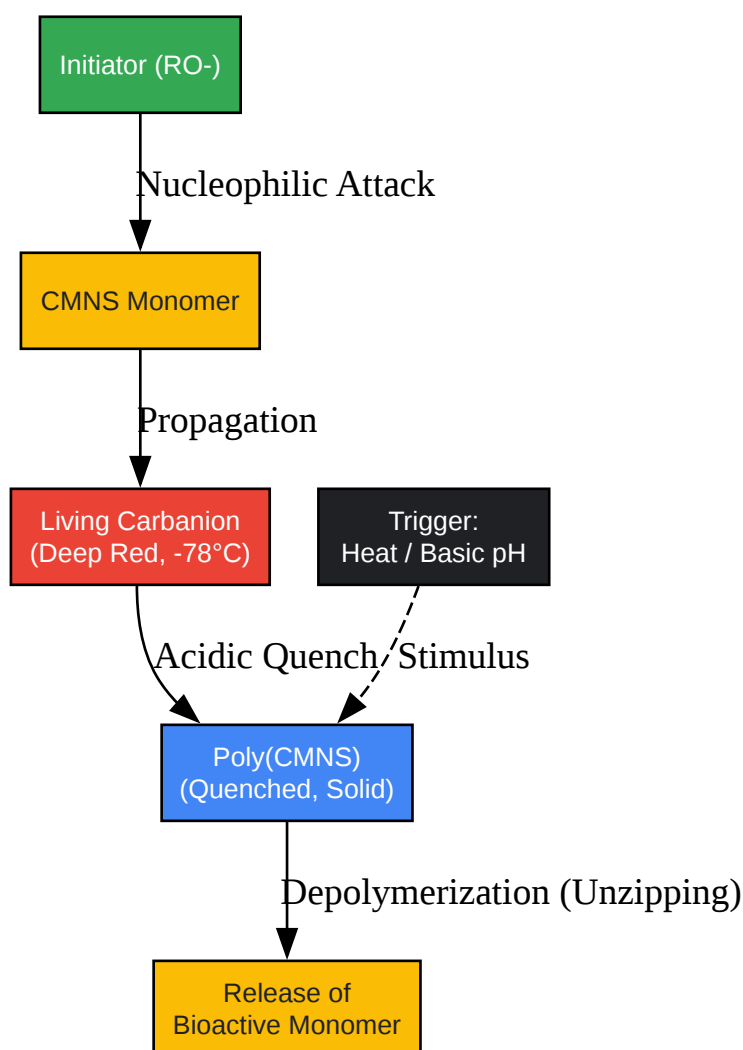 Initiator (RO-)
Nucleophilic Attack
CMNS Monomer
Propagation
Living Carbanion
(Deep Red, -78°C)
Trigger:
Heat / Basic pH
Acidic Quench
Stimulus
Poly(CMNS)
(Quenched, Solid)
Depolymerization (Unzipping)
Release of
Bioactive Monomer